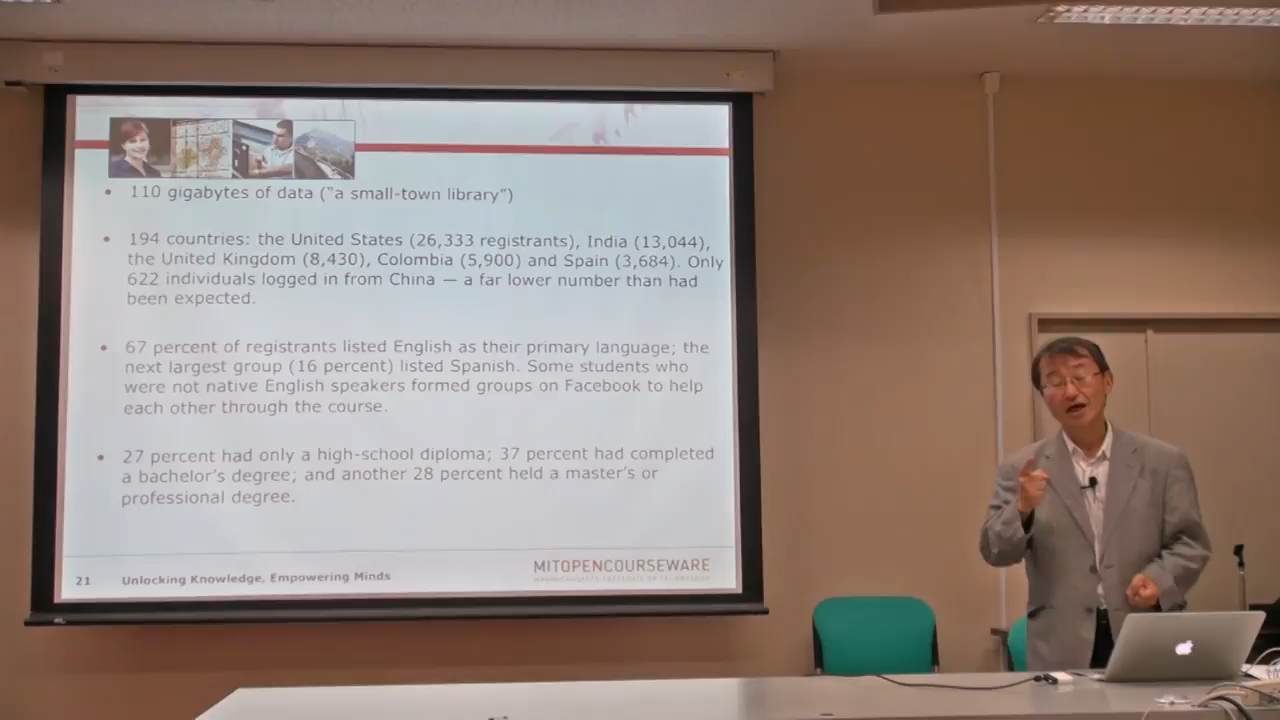 110 gigabytes of data ("a small-town library")
194 countries: the United States (26,333 registrants), India (13,044),
the United Kingdom (8,430), Colombia (5,900) and Spain (3,684). Only
622 individuals logged in from China — a far lower number than had
been expected.
67 percent of registrants listed English as their primary language; the
next largest group (16 percent) listed Spanish. Some students who
were not native English speakers formed groups on Facebook to help
each other through the course.
27 percent had only a high-school diploma; 37 percent had completed
a bachelor's degree; and another 28 percent held a master's or
professional degree.
21 Unlocking Knowledge, Empowering Minds
MITOPENCOURSEWARE
MASSACHUSETTS INSTITUTE OF TECHNOLOGY